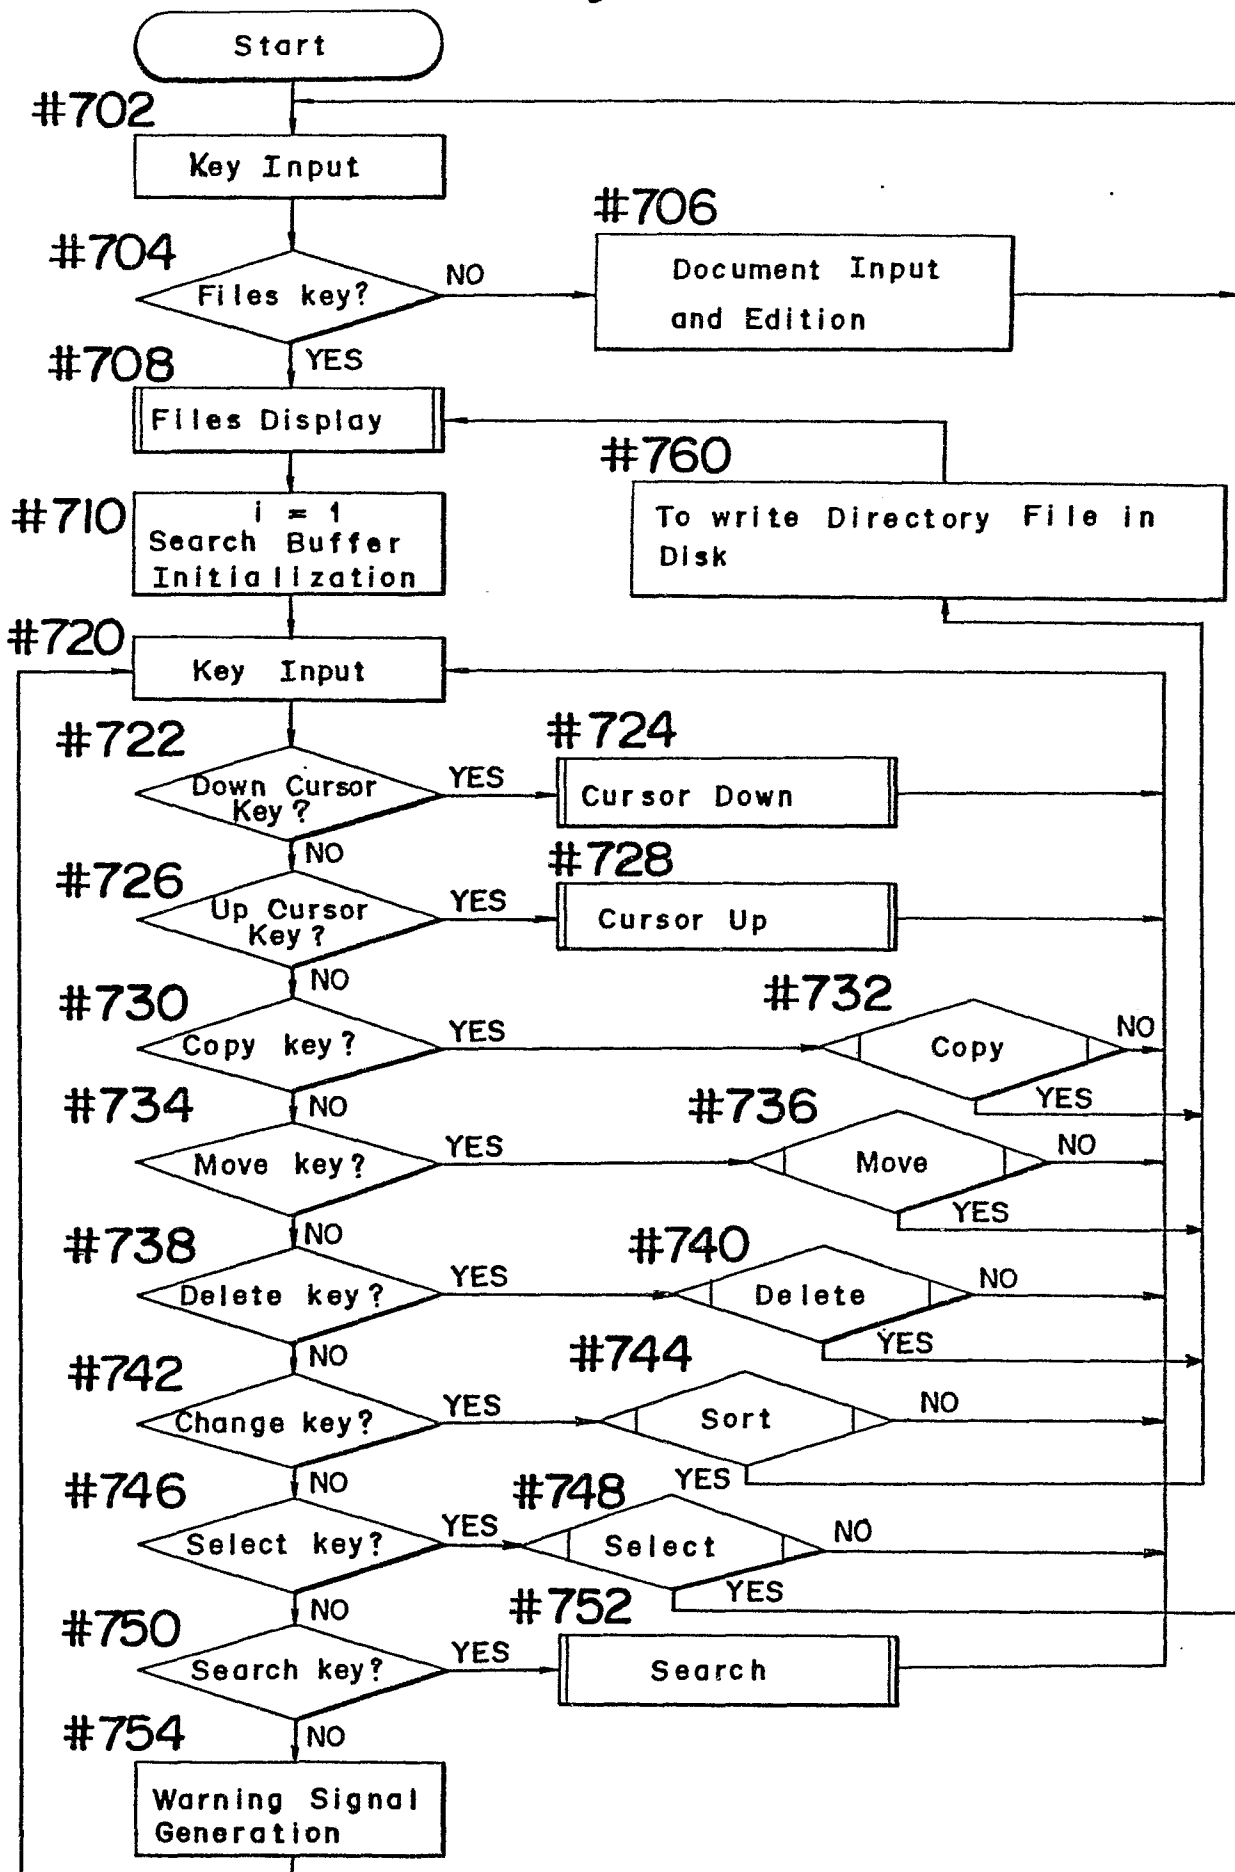 Start
#702
Key Input
#704
Files key?
NO
#706
Document Input
and Edition
YES
#708
Files Display
#760
To write Directory File in
Disk
#710
i = 1
Search Buffer
Initialization
#720
Key Input
#722
Down Cursor
Key?
YES
#724
Cursor Down
NO
#726
Up Cursor
Key?
YES
#728
Cursor Up
NO
#730
Copy key?
YES
#732
Copy
NO
YES
NO
#734
Move key?
YES
#736
Move
NO
YES
NO
#738
Delete key?
YES
#740
Delete
NO
YES
NO
#742
Change key?
YES
#744
Sort
NO
YES
NO
#746
Select key?
YES
#748
Select
NO
YES
NO
#750
Search key?
YES
#752
Search
NO
#754
Warning Signal
Generation